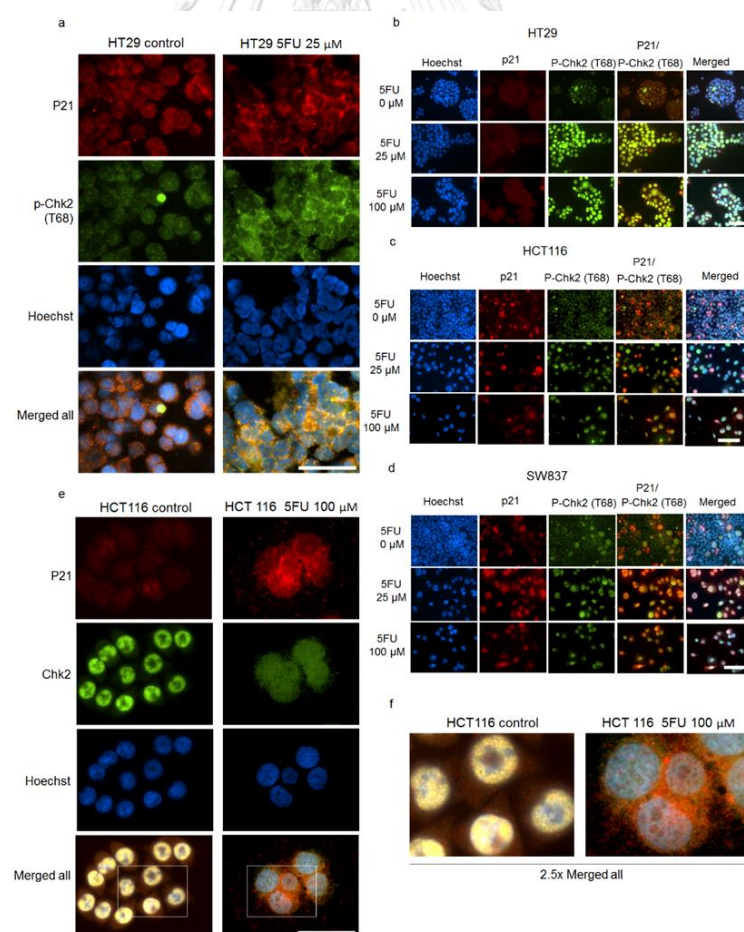 a
HT29 control
HT29 5FU 25 µM
P21
p-Chk2
(T68)
Hoechst
Merged all
b
HT29
Hoechst
p21
P-Chk2 (T68)
P21/
P-Chk2 (T68)
Merged
5FU
0 µM
5FU
25 µM
5FU
100 µM
c
HCT116
Hoechst
p21
P-Chk2 (T68)
P21/
P-Chk2 (T68)
Merged
5FU
0 µM
5FU
25 µM
5FU
100 µM
d
SW837
Hoechst
p21
P-Chk2 (T68)
P21/
P-Chk2 (T68)
Merged
5FU
0 µM
5FU
25 µM
5FU
100 µM
e
HCT116 control
HCT 116 5FU 100 µM
P21
Chk2
Hoechst
Merged all
f
HCT116 control
HCT 116 5FU 100 µM
2.5x Merged all